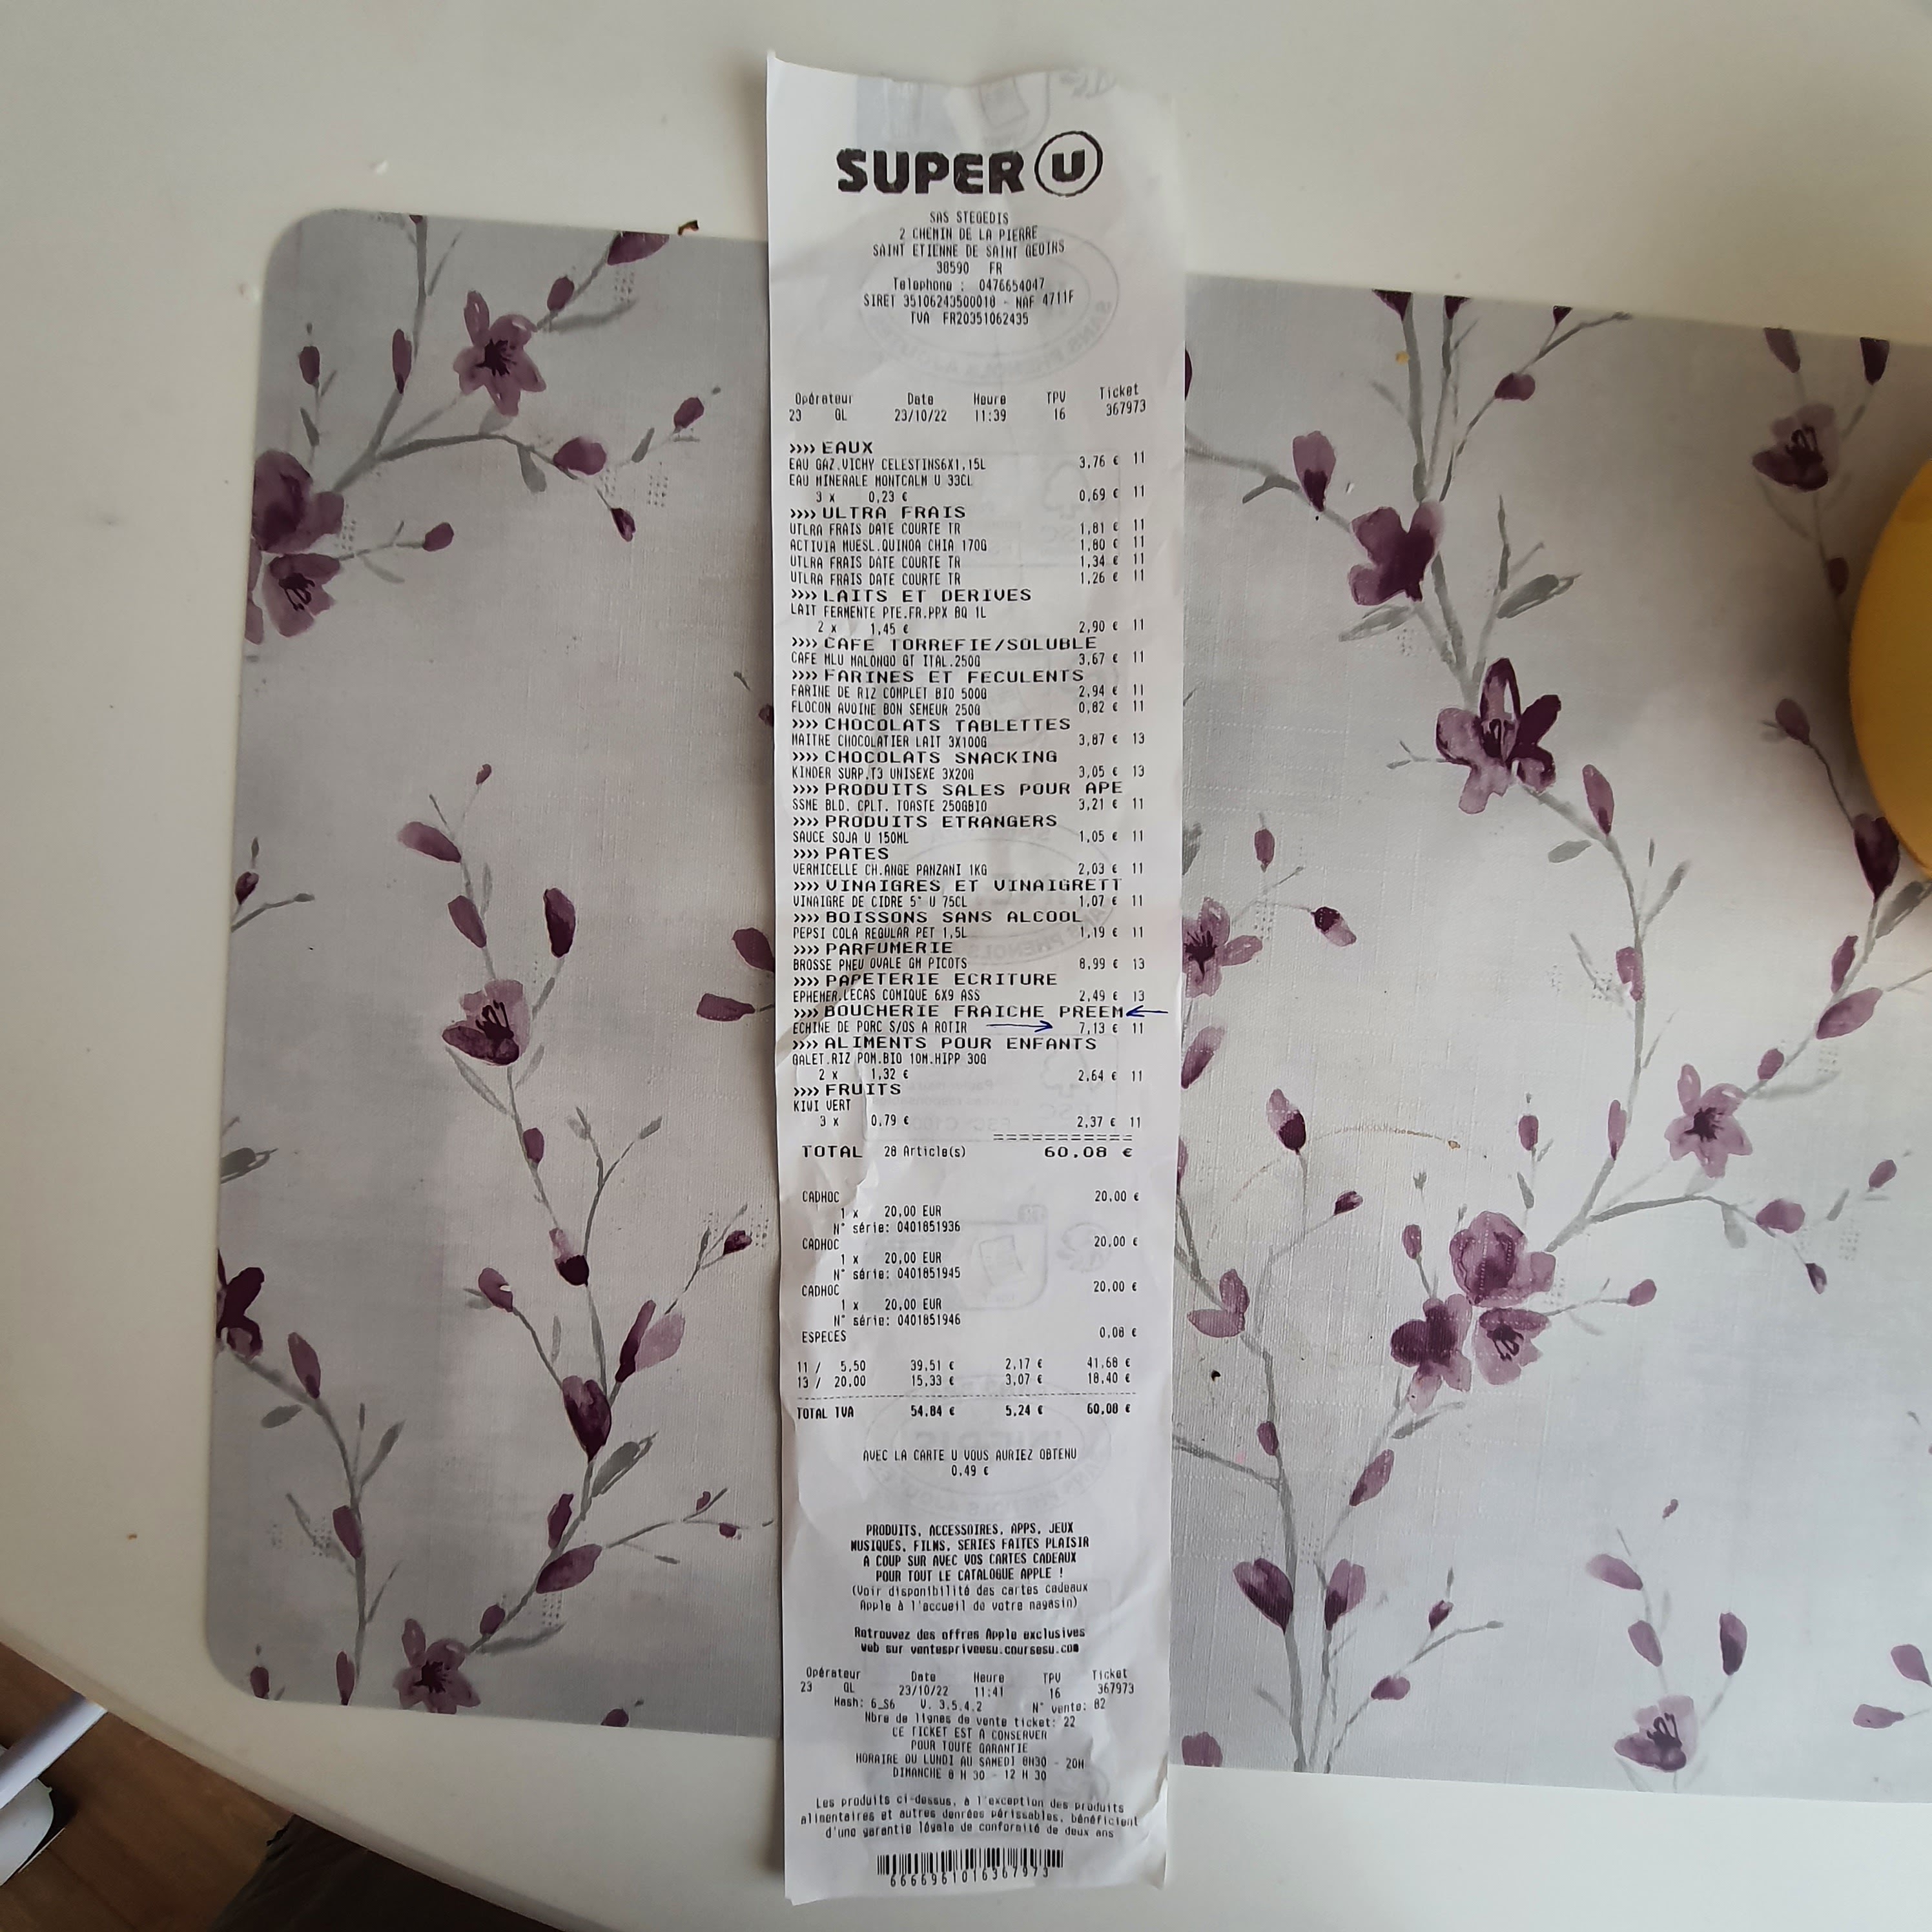 SUPER U
SAS STEGEDIS
2 CHEMIN DE LA PIERRE
SAINT ETIENNE DE SAINT GEOIRS
38590 FR
Telephone : 0476654047
SIRET 35106243500018 - NAF 4711F
TVA FR20351062435
Opérateur Date Heure TPV Ticket
23 GL 23/10/22 11:39 16 367973
»»» EAUX
EAU GAZ.VICHY CELESTINS6X1,15L 3,76 € 11
EAU MINERALE MONTCALM U 33CL
3 x 0,23 € 0,69 € 11
»»» ULTRA FRAIS
UTLRA FRAIS DATE COURTE TR 1,81 € 11
ACTIVIA MUESL.QUINOA CHIA 170G 1,80 € 11
UTLRA FRAIS DATE COURTE TR 1,34 € 11
UTLRA FRAIS DATE COURTE TR 1,26 € 11
»»» LAITS ET DERIVES
LAIT FERMENTE PTE.FR.PPX BQ 1L
2 x 1,45 € 2,90 € 11
»»» CAFE TORREFIE/SOLUBLE
CAFE MLU MALONGO GT ITAL.250G 3,67 € 11
»»» FARINES ET FECULENTS
FARINE DE RIZ COMPLET BIO 500G 2,94 € 11
FLOCON AVOINE BON SEMEUR 250G 0,82 € 11
»»» CHOCOLATS TABLETTES
MAITRE CHOCOLATIER LAIT 3X100G 3,87 € 13
»»» CHOCOLATS SNACKING
KINDER SURP.T3 UNISEXE 3X20G 3,05 € 13
»»» PRODUITS SALES POUR APE
SSME BLD. CPLT. TOASTE 250GBIO 3,21 € 11
»»» PRODUITS ETRANGERS
SAUCE SOJA U 150ML 1,05 € 11
»»» PATES
VERMICELLE CH.ANGE PANZANI 1KG 2,03 € 11
»»» VINAIGRES ET VINAIGRETT
VINAIGRE DE CIDRE 5° U 75CL 1,07 € 11
»»» BOISSONS SANS ALCOOL
PEPSI COLA REGULAR PET 1,5L 1,19 € 11
»»» PARFUMERIE
BROSSE PNEU OVALE GM PICOTS 8,99 € 13
»»» PAPETERIE ECRITURE
EPHEMER.LECAS COMIQUE 6X9 ASS 2,49 € 13
»»» BOUCHERIE FRAICHE PREEM
ECHINE DE PORC S/OS A ROTIR 7,13 € 11
»»» ALIMENTS POUR ENFANTS
GALET.RIZ POM.BIO 10M.HIPP 30G
2 x 1,32 € 2,64 € 11
»»» FRUITS
KIWI VERT
3 x 0,79 € 2,37 € 11
===========
TOTAL 28 Article(s) 60.08 €
CADHOC 20,00 €
1 x 20,00 EUR
N° série: 0401851936
CADHOC 20,00 €
1 x 20,00 EUR
N° série: 0401851945
CADHOC 20,00 €
1 x 20,00 EUR
N° série: 0401851946
ESPECES 0,08 €
11 / 5.50 39,51 € 2,17 € 41,68 €
13 / 20.00 15,33 € 3,07 € 18,40 €
TOTAL TVA 54,84 € 5,24 € 60,08 €
AVEC LA CARTE U VOUS AURIEZ OBTENU
0,49 €
PRODUITS, ACCESSOIRES, APPS, JEUX
MUSIQUES, FILMS, SERIES FAITES PLAISIR
A COUP SUR AVEC VOS CARTES CADEAUX
POUR TOUT LE CATALOGUE APPLE !
(Voir disponibilité des cartes cadeaux
Apple à l'accueil de votre magasin)
Retrouvez des offres Apple exclusives
web sur ventespriveesu.coursesu.com
Opérateur Date Heure TPV Ticket
23 GL 23/10/22 11:41 16 367973
Hash: 6_S6 V. 3.5.4.2 N° vente: 82
Nbre de lignes de vente ticket: 22
CE TICKET EST A CONSERVER
POUR TOUTE GARANTIE
HORAIRE DU LUNDI AU SAMEDI 8H30 - 20H
DIMANCHE 8 H 30 - 12 H 30
Les produits ci-dessus, à l'exception des produits
alimentaires et autres denrées périssables, bénéficient
d'une garantie légale de conformité de deux ans
6666961016367973